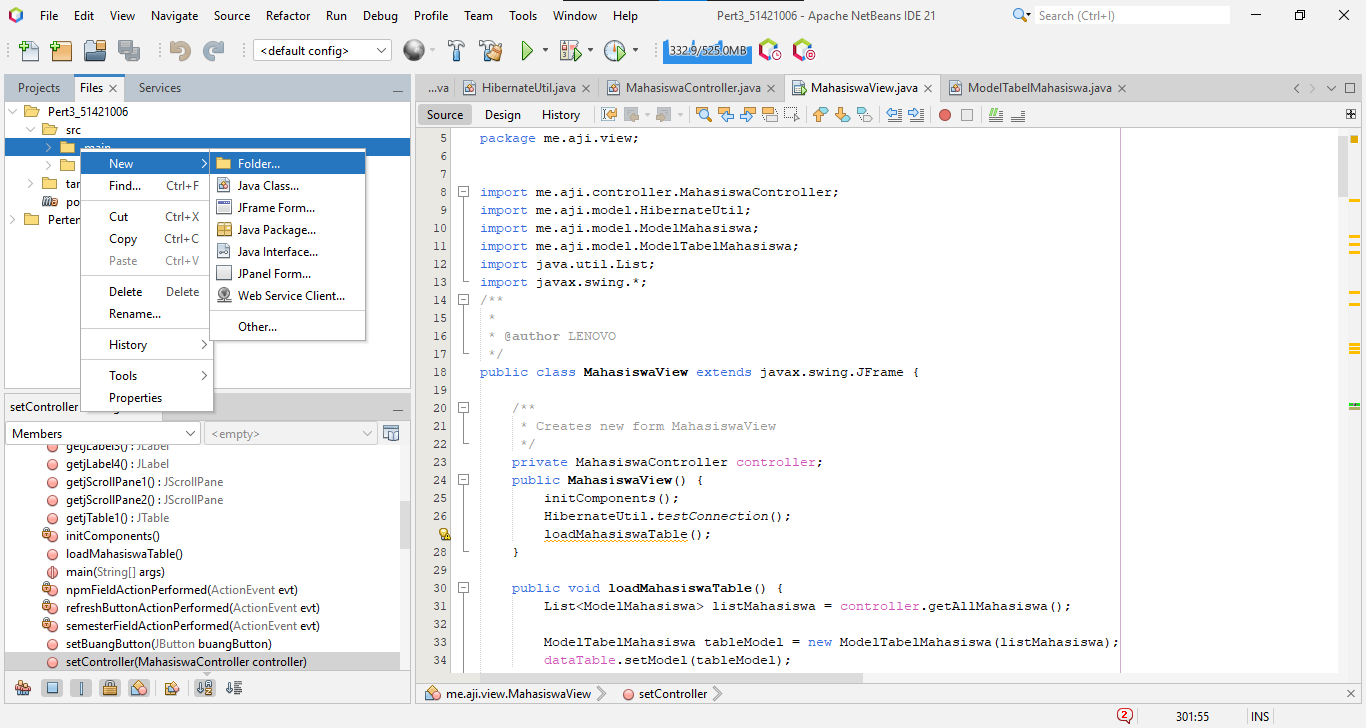 File Edit View Navigate Source Refactor Run Debug Profile Team Tools Window Help
Pert3_51421006 - Apache NetBeans IDE 21
Search (Ctrl+I)
<default config>
332.9/525.0MB
Projects Files Services
Pert3_51421006
src
main
New
Find... Ctrl+F
Cut Ctrl+X
Copy Ctrl+C
Paste Ctrl+V
Delete Delete
Rename...
History
Tools
Properties
Folder...
Java Class...
JFrame Form...
Java Package...
Java Interface...
JPanel Form...
Web Service Client...
Other...
tar
po
Perten
setController
Members
<empty>
getjLabel3() : JLabel
getjLabel4() : JLabel
getjScrollPane1() : JScrollPane
getjScrollPane2() : JScrollPane
getjTable1() : JTable
initComponents()
loadMahasiswaTable()
main(String[] args)
npmFieldActionPerformed(ActionEvent evt)
refreshButtonActionPerformed(ActionEvent evt)
semesterFieldActionPerformed(ActionEvent evt)
setBuangButton(JButton buangButton)
setController(MahasiswaController controller)
...va HibernateUtil.java MahasiswaController.java MahasiswaView.java ModelTabelMahasiswa.java
Source Design History
5 package me.aji.view;
6
7
8 import me.aji.controller.MahasiswaController;
9 import me.aji.model.HibernateUtil;
10 import me.aji.model.ModelMahasiswa;
11 import me.aji.model.ModelTabelMahasiswa;
12 import java.util.List;
13 import javax.swing.*;
14 /**
15 *
16 * @author LENOVO
17 */
18 public class MahasiswaView extends javax.swing.JFrame {
19
20 /**
21 * Creates new form MahasiswaView
22 */
23 private MahasiswaController controller;
24 public MahasiswaView() {
25 initComponents();
26 HibernateUtil.testConnection();
loadMahasiswaTable();
28 }
29
30 public void loadMahasiswaTable() {
31 List<ModelMahasiswa> listMahasiswa = controller.getAllMahasiswa();
32
33 ModelTabelMahasiswa tableModel = new ModelTabelMahasiswa(listMahasiswa);
34 dataTable.setModel(tableModel);
me.aji.view.MahasiswaView setController
2 301:55 INS